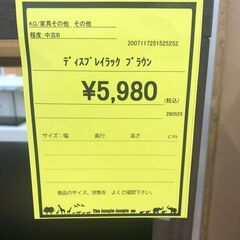 KG/家具その他 その他
程度 中古B
2007117251525252
ディスプレイラック ブラウン
¥5,980
(税込)
290525
サイズ:幅 奥行 高さ cm
商品のサイズ、状態を よくご確認下さい。
The Jungle-Jungle